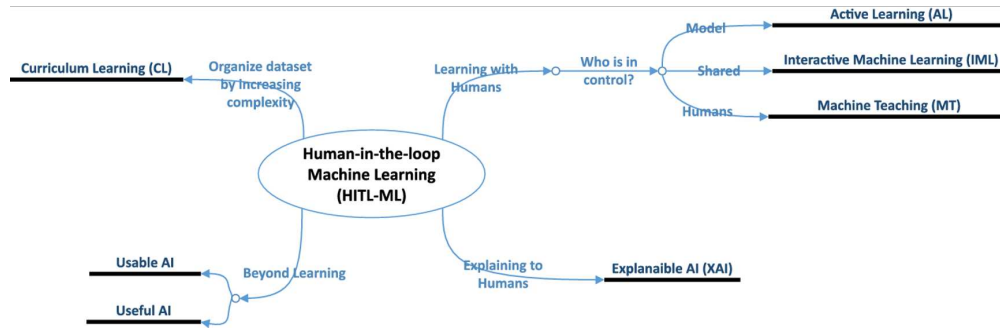 Human-in-the-loop
Machine Learning
(HITL-ML)
Curriculum Learning (CL)
Organize dataset
by increasing
complexity
Learning with
Humans
Who is in
control?
Model
Active Learning (AL)
Shared
Interactive Machine Learning (IML)
Humans
Machine Teaching (MT)
Beyond Learning
Usable AI
Useful AI
Explaining to
Humans
Explanaible AI (XAI)